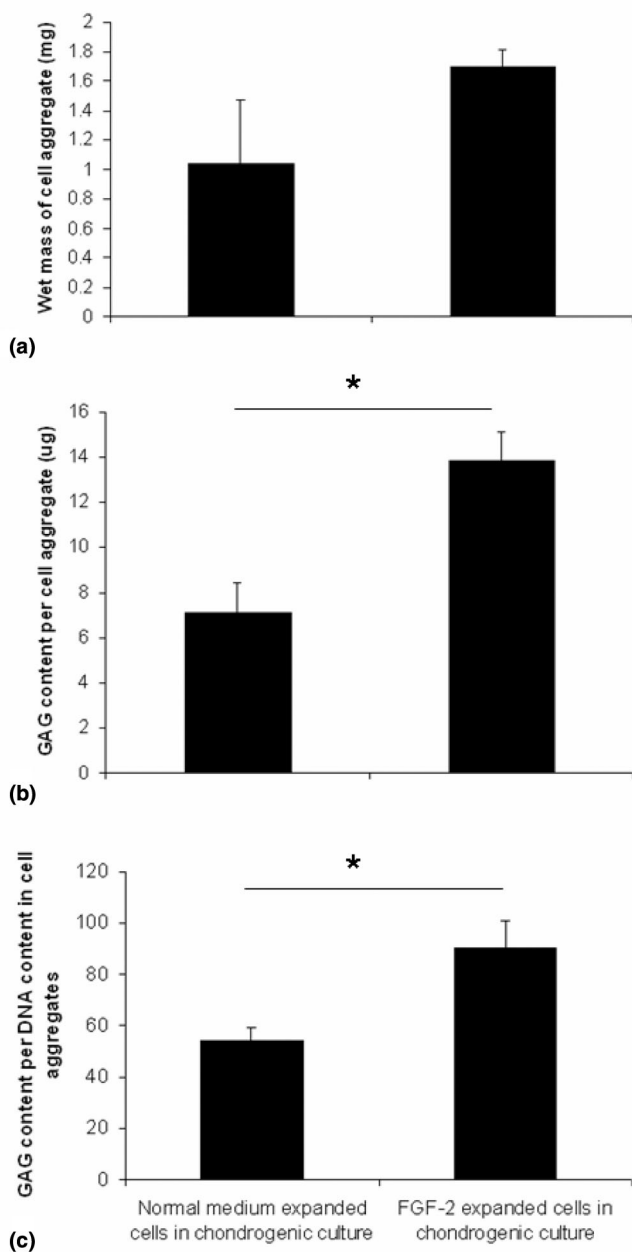 Wet mass of cell aggregate (mg)
2
1.8
1.6
1.4
1.2
1
0.8
0.6
0.4
0.2
0
(a)
*
GAG content per cell aggregate (ug)
16
14
12
10
8
6
4
2
0
(b)
*
GAG content per DNA content in cell
aggregates
120
100
80
60
40
20
0
Normal medium expanded
cells in chondrogenic culture
FGF-2 expanded cells in
chondrogenic culture
(c)